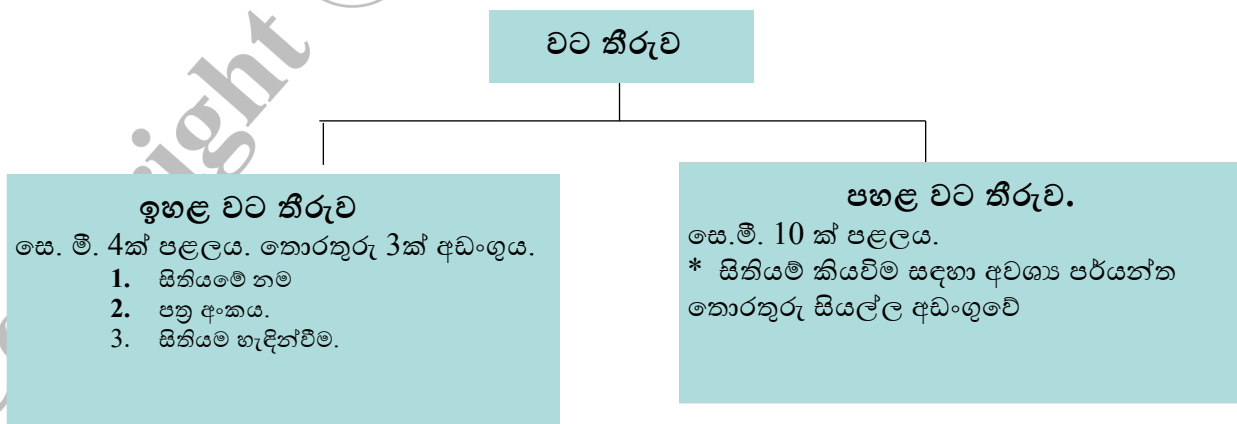 වට තීරුව
ඉහළ වට තීරුව
සෙ. මී. 4ක් පළලය. තොරතුරු 3ක් අඩංගුය.
1. සිතියමේ නම
2. පත්‍ර අංකය.
3. සිතියම හැඳින්වීම.
පහළ වට තීරුව.
සෙ.මී. 10 ක් පළලය.
* සිතියම් කියවිම සඳහා අවශ්‍ය පර්යන්ත
තොරතුරු සියල්ල අඩංගුවේ
right